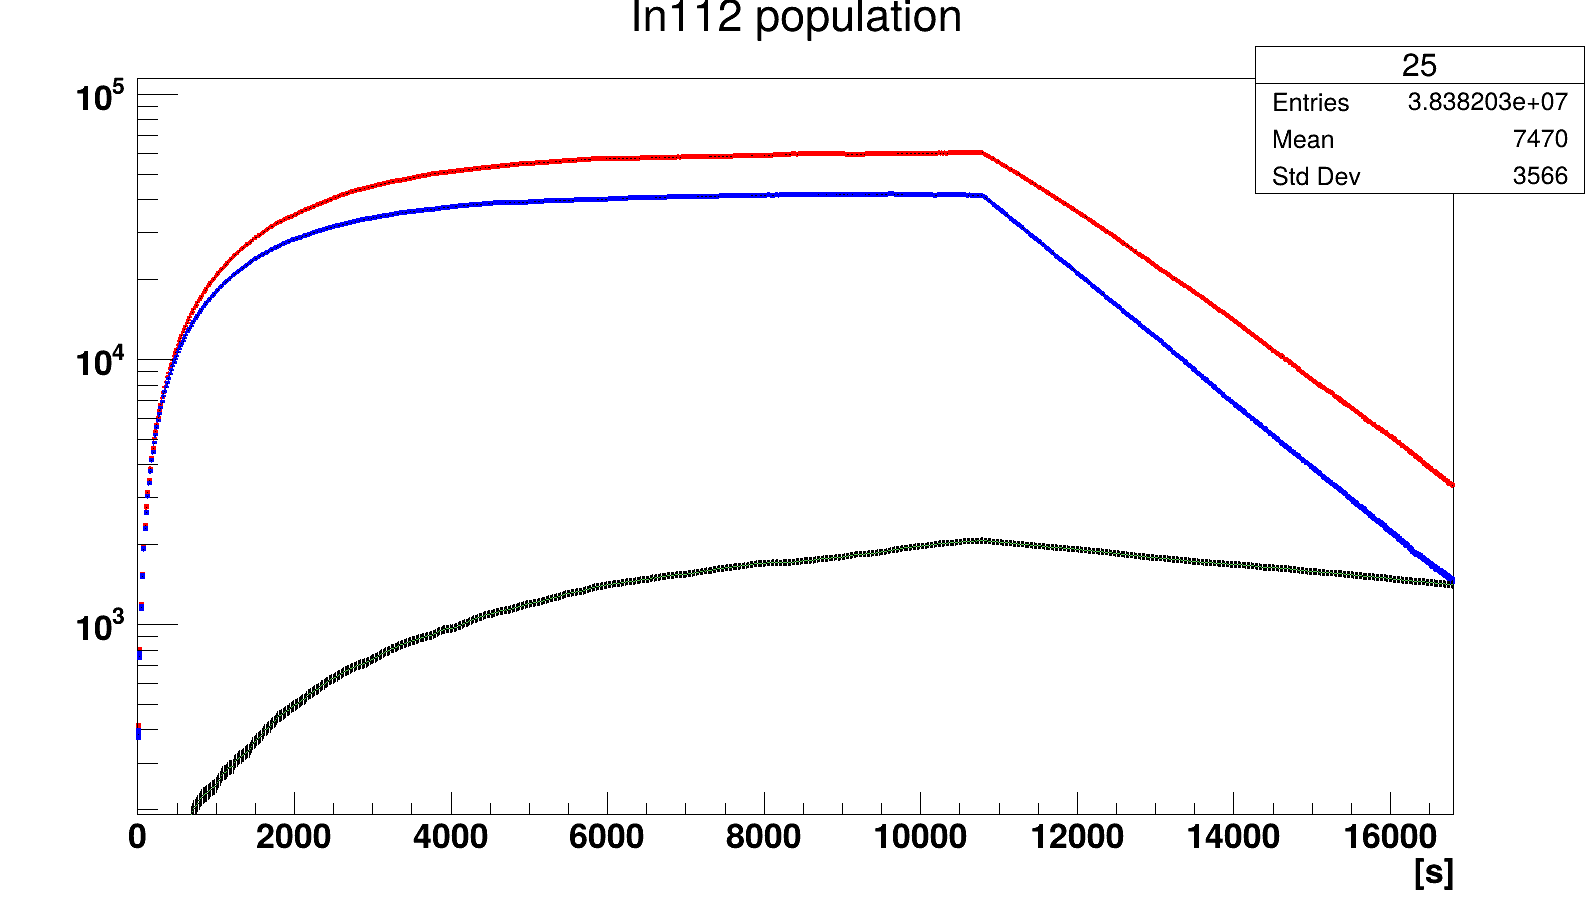 In112 population
25
Entries 3.838203e+07
Mean 7470
Std Dev 3566
10^5
10^4
10^3
0 2000 4000 6000 8000 10000 12000 14000 16000
[s]